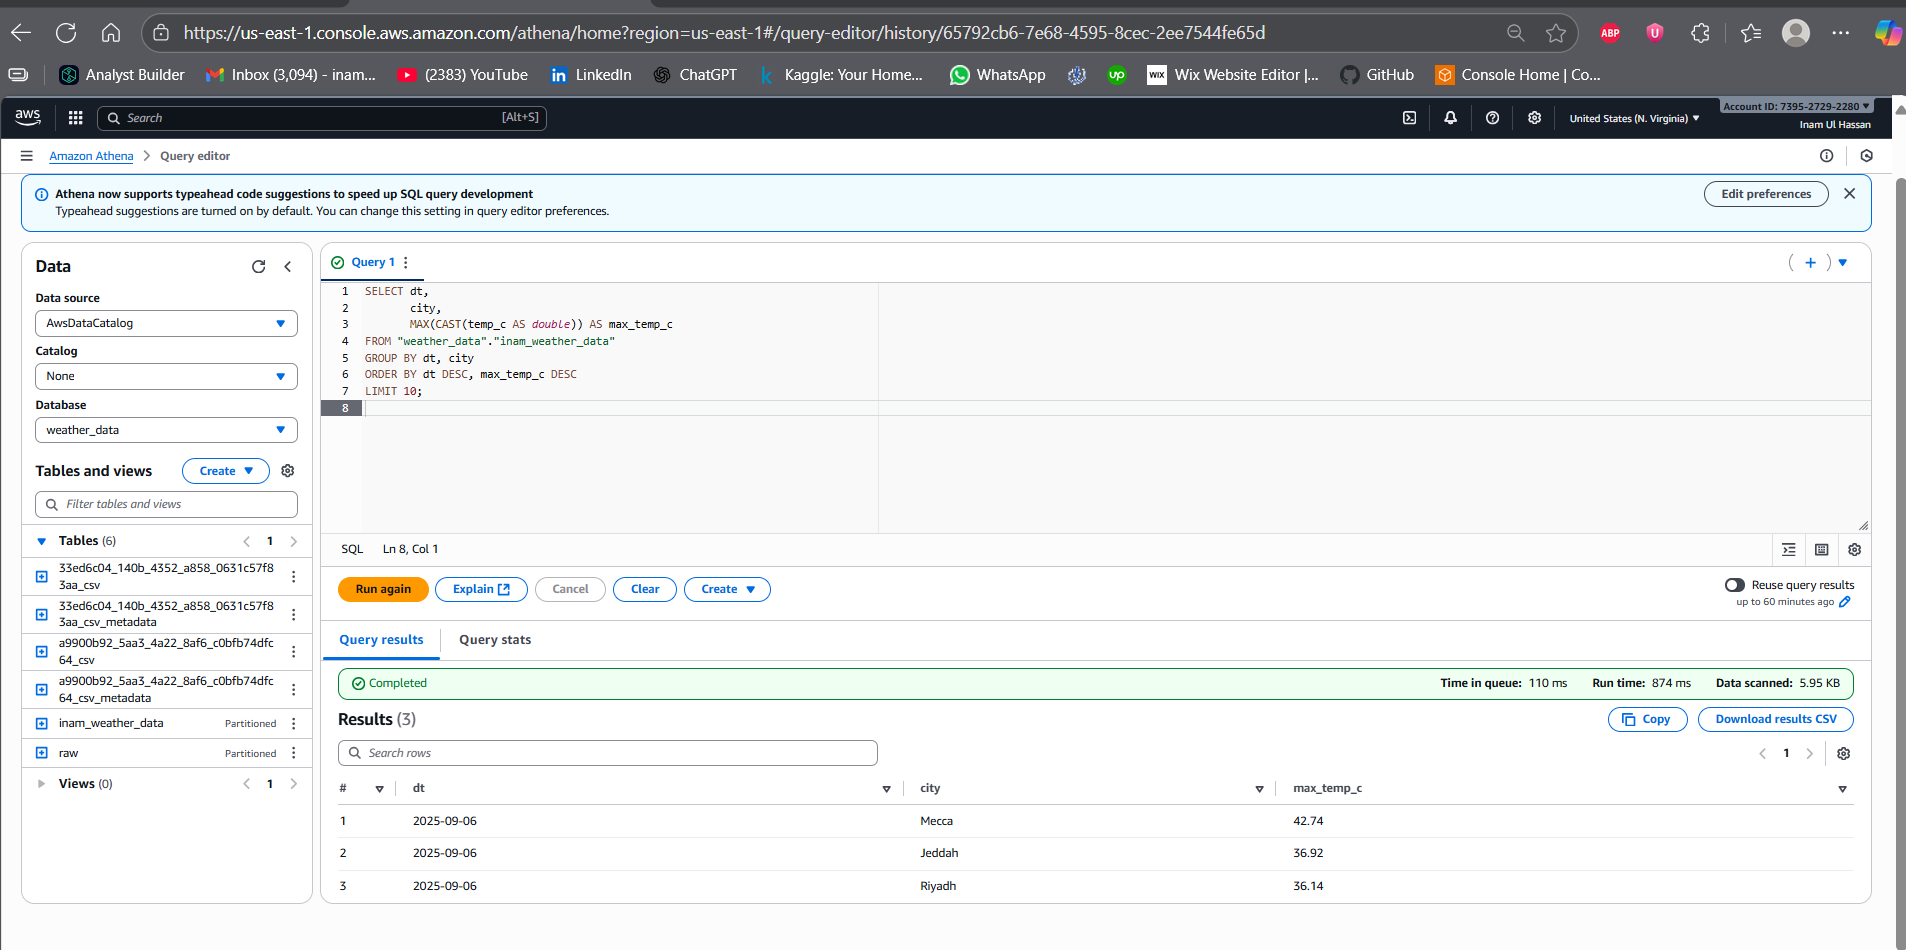 https://us-east-1.console.aws.amazon.com/athena/home?region=us-east-1#/query-editor/history/65792cb6-7e68-4595-8cec-2ee7544fe65d
ABP
Analyst Builder
Inbox (3,094) - inam...
(2383) YouTube
LinkedIn
ChatGPT
Kaggle: Your Home...
WhatsApp
up
WIX
Wix Website Editor |...
GitHub
Console Home | Co...
aws
Search
[Alt+S]
United States (N. Virginia)
Account ID: 7395-2729-2280
Inam Ul Hassan
Amazon Athena
Query editor
Athena now supports typeahead code suggestions to speed up SQL query development
Typeahead suggestions are turned on by default. You can change this setting in query editor preferences.
Edit preferences
Data
Data source
AwsDataCatalog
Catalog
None
Database
weather_data
Tables and views
Create
Filter tables and views
Tables (6)
1
33ed6c04_140b_4352_a858_0631c57f8
3aa_csv
33ed6c04_140b_4352_a858_0631c57f8
3aa_csv_metadata
a9900b92_5aa3_4a22_8af6_c0bfb74dfc
64_csv
a9900b92_5aa3_4a22_8af6_c0bfb74dfc
64_csv_metadata
inam_weather_data Partitioned
raw Partitioned
Views (0)
1
Query 1
1 SELECT dt,
2 city,
3 MAX(CAST(temp_c AS double)) AS max_temp_c
4 FROM "weather_data"."inam_weather_data"
5 GROUP BY dt, city
6 ORDER BY dt DESC, max_temp_c DESC
7 LIMIT 10;
8
SQL Ln 8, Col 1
Run again
Explain
Cancel
Clear
Create
Reuse query results
up to 60 minutes ago
Query results
Query stats
Completed
Time in queue: 110 ms
Run time: 874 ms
Data scanned: 5.95 KB
Results (3)
Copy
Download results CSV
Search rows
1
# dt city max_temp_c
1 2025-09-06 Mecca 42.74
2 2025-09-06 Jeddah 36.92
3 2025-09-06 Riyadh 36.14